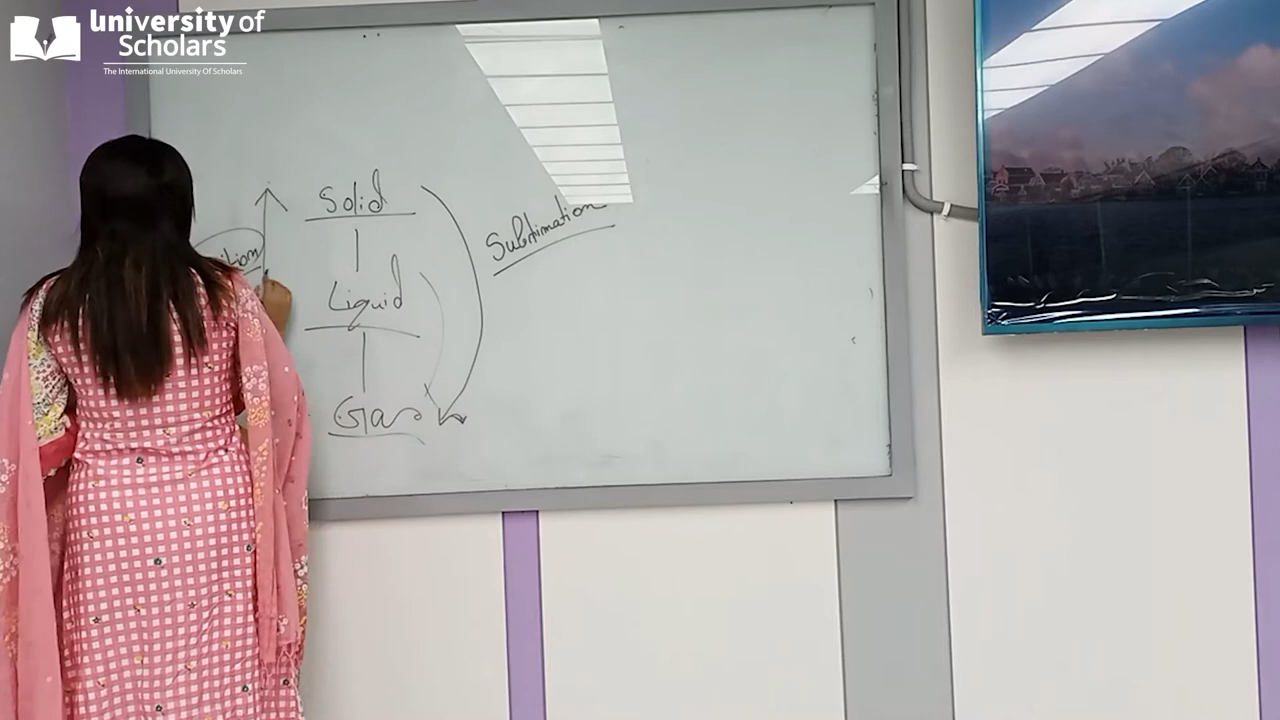 university of
Scholars
The International University Of Scholars
Solid
Sublimation
Liquid
Gas